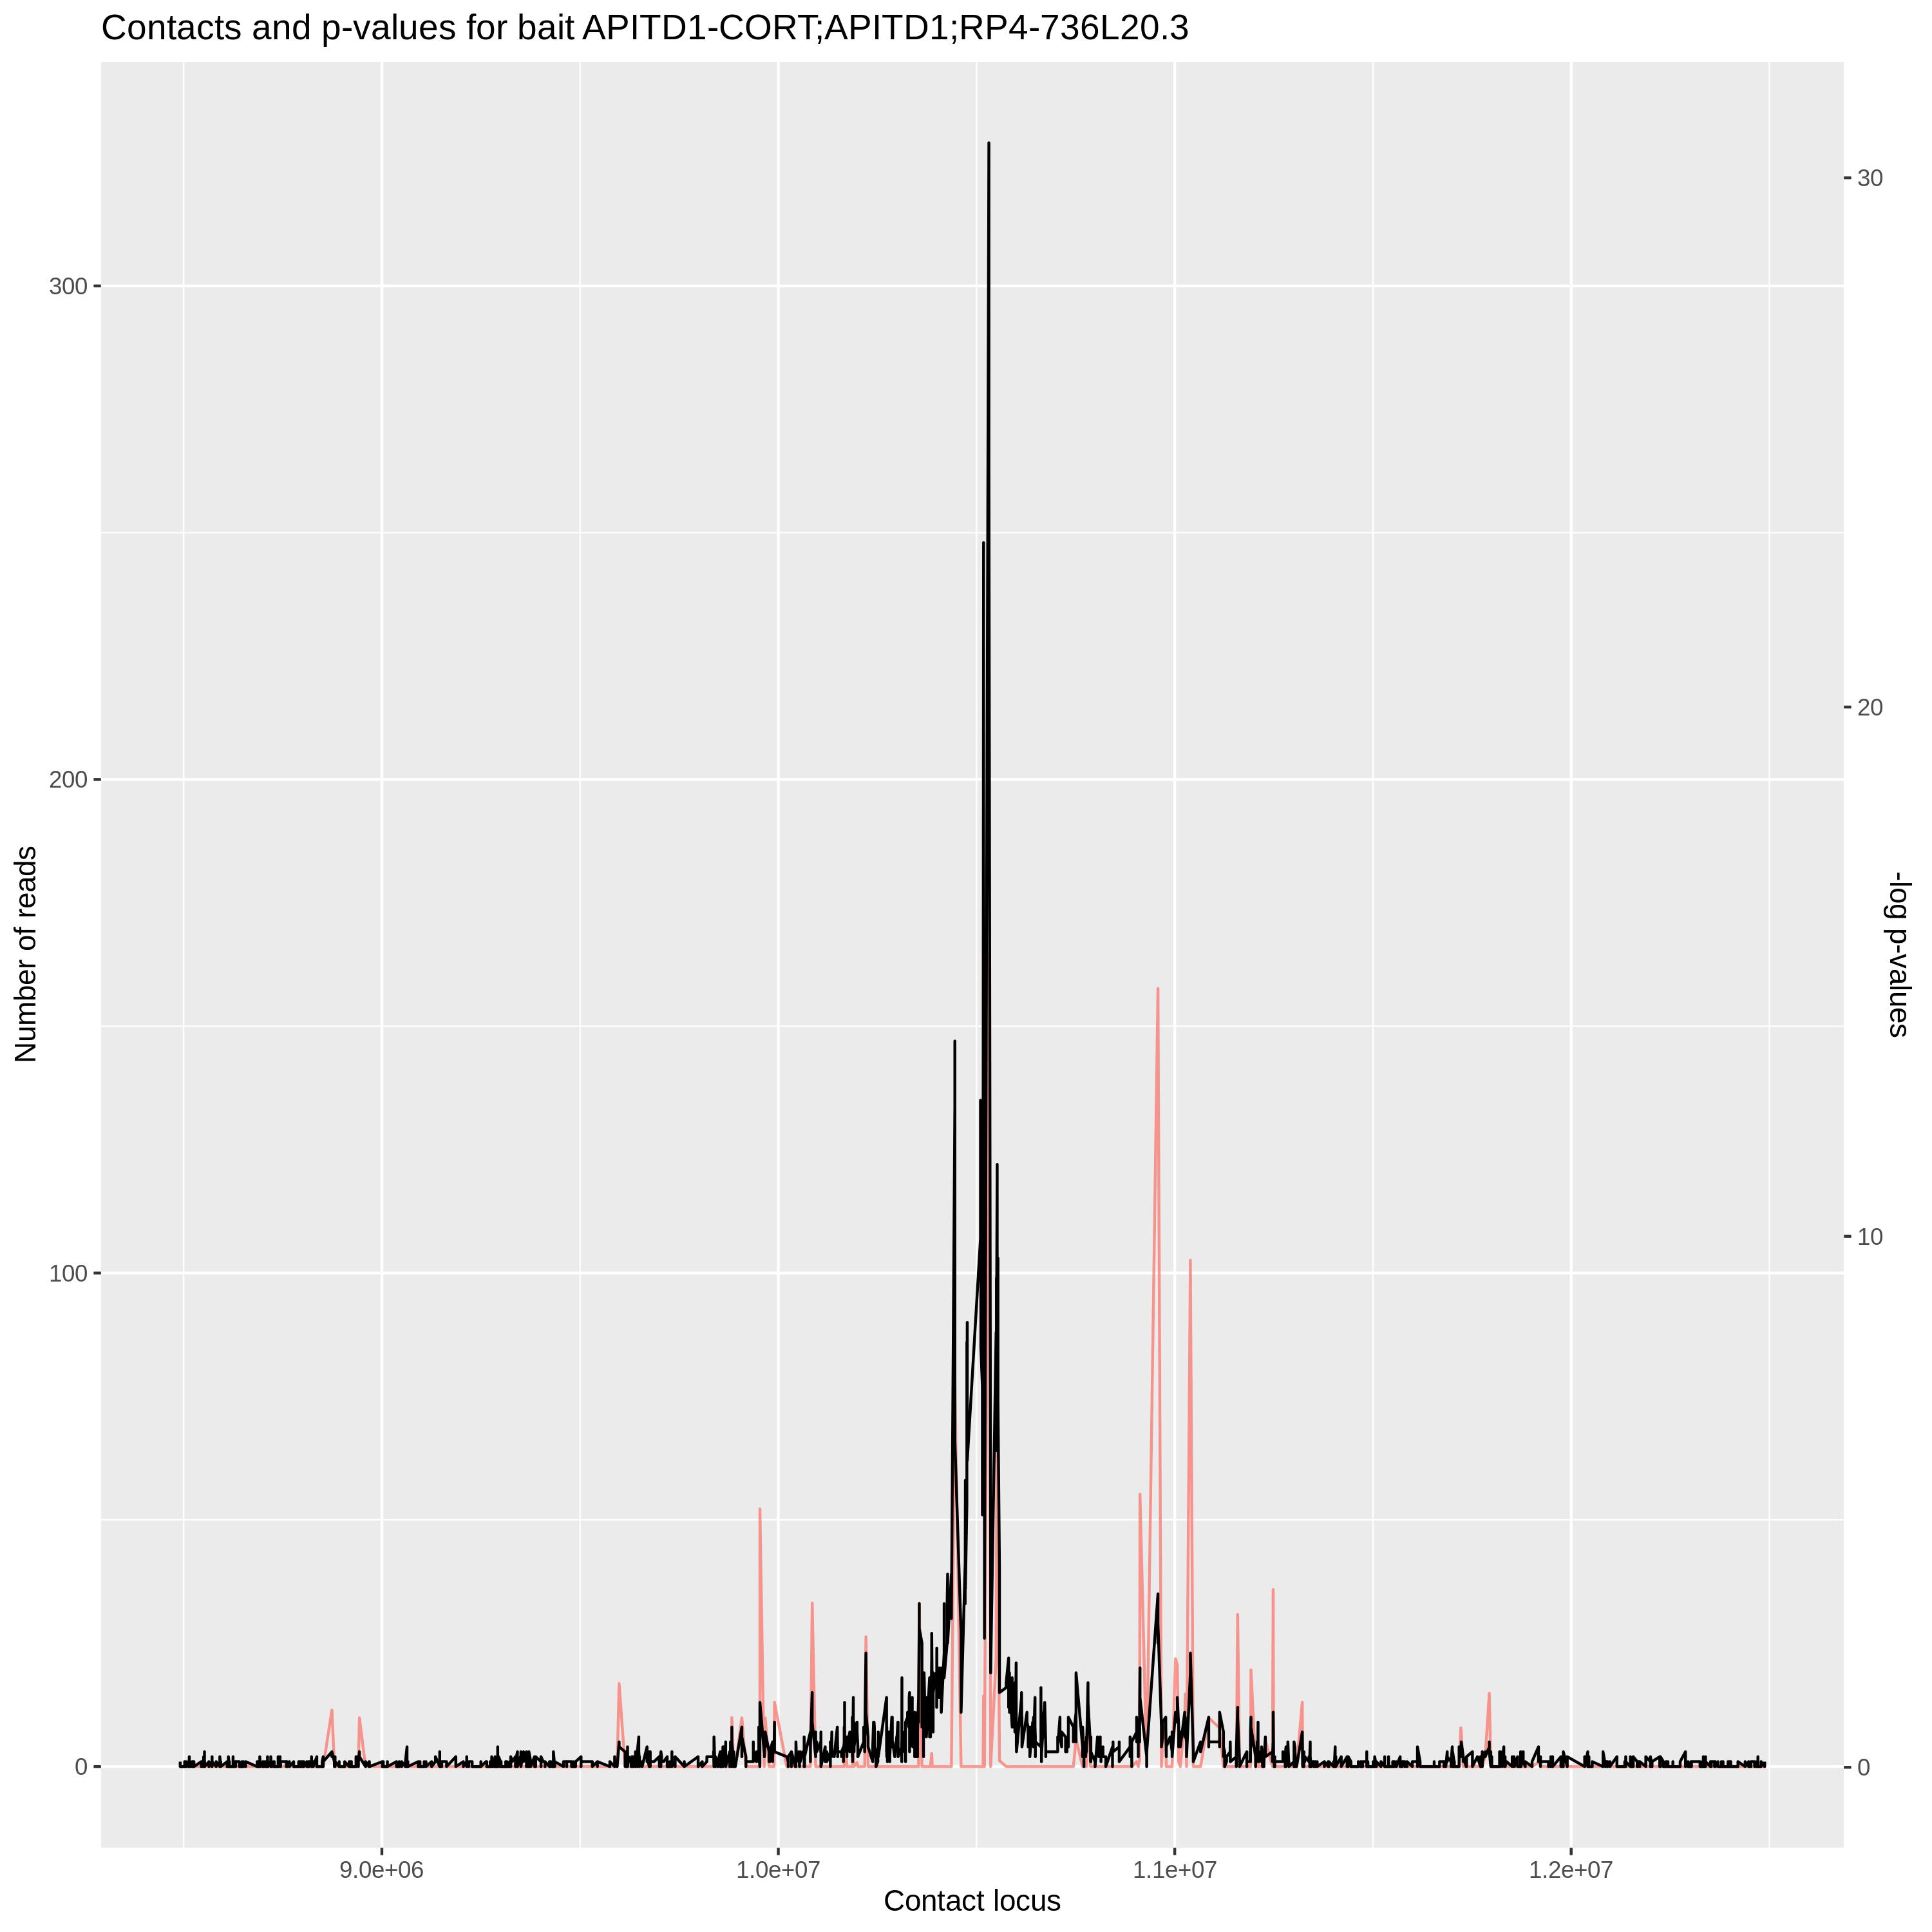 Contacts and p-values for bait APITD1-CORT;APITD1;RP4-736L20.3
300
200
100
0
Number of reads
30
20
10
0
-log p-values
9.0e+06
1.0e+07
1.1e+07
1.2e+07
Contact locus